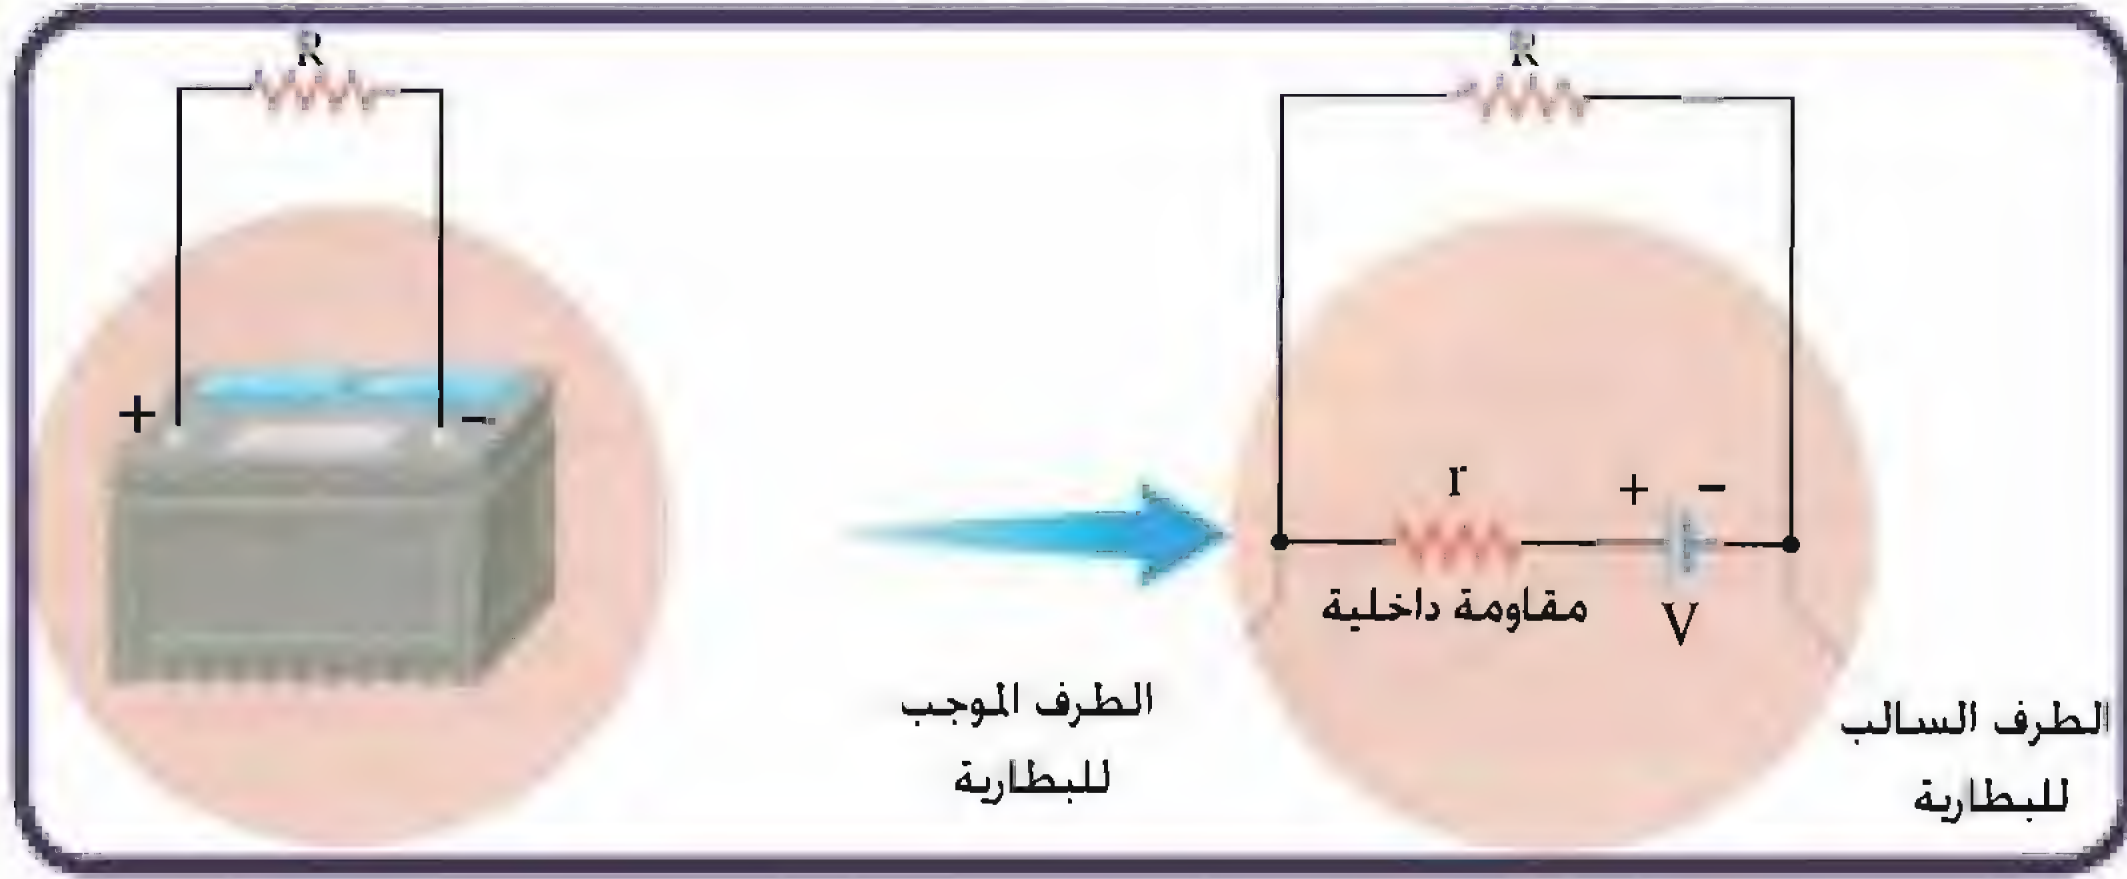 R
R
+
−
r
+
−
مقاومة داخلية
V
الطرف الموجب
للبطارية
الطرف السالب
للبطارية